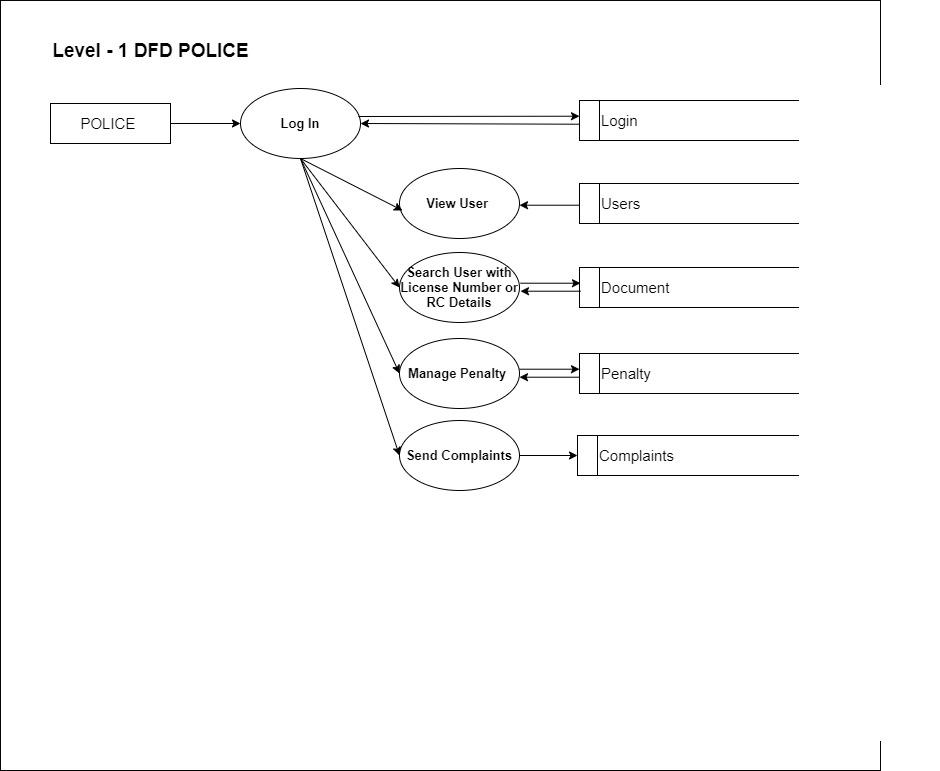 Level - 1 DFD POLICE
POLICE
Log In
Login
View User
Users
Search User with
License Number or
RC Details
Document
Manage Penalty
Penalty
Send Complaints
Complaints